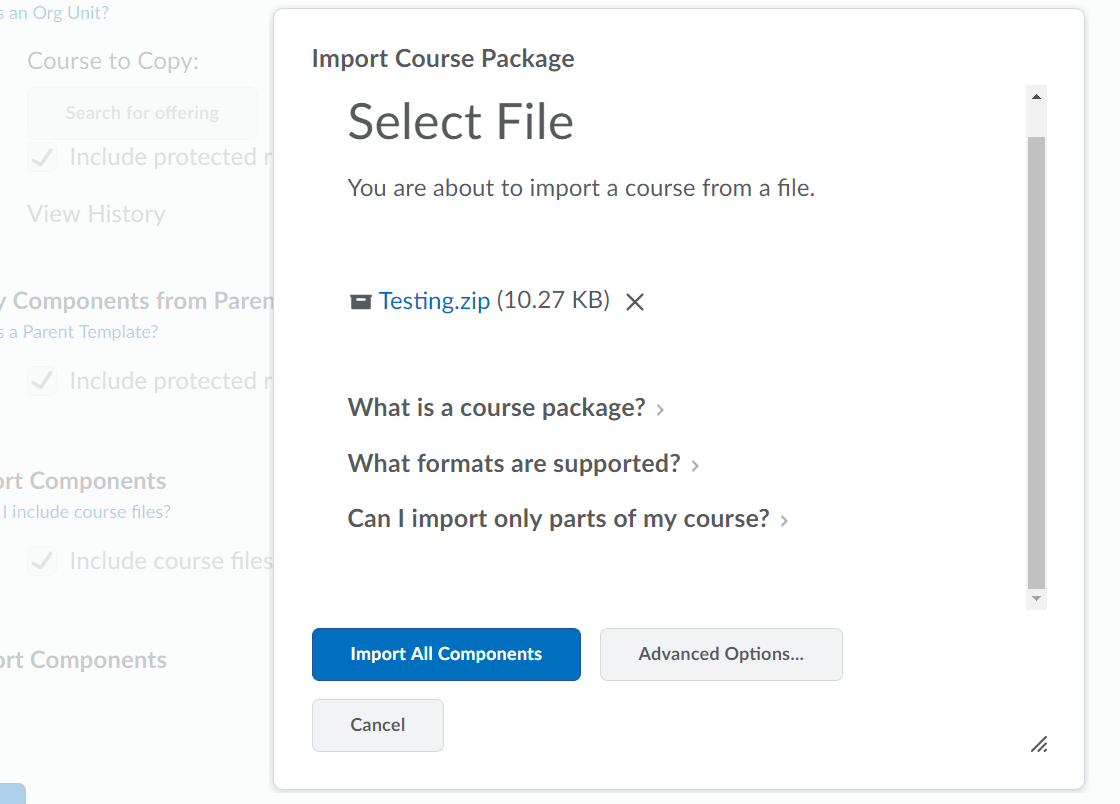 an Org Unit?
Course to Copy:
Search for offering
Include protected
View History
Components from
a Parent Template?
Include protected
Components
I include course files?
Include course files
Components
Import Course Package
Select File
You are about to import a course from a file.
Testing.zip (10.27 KB)
What is a course package?
What formats are supported?
Can I import only parts of my course?
Import All Components
Advanced Options...
Cancel